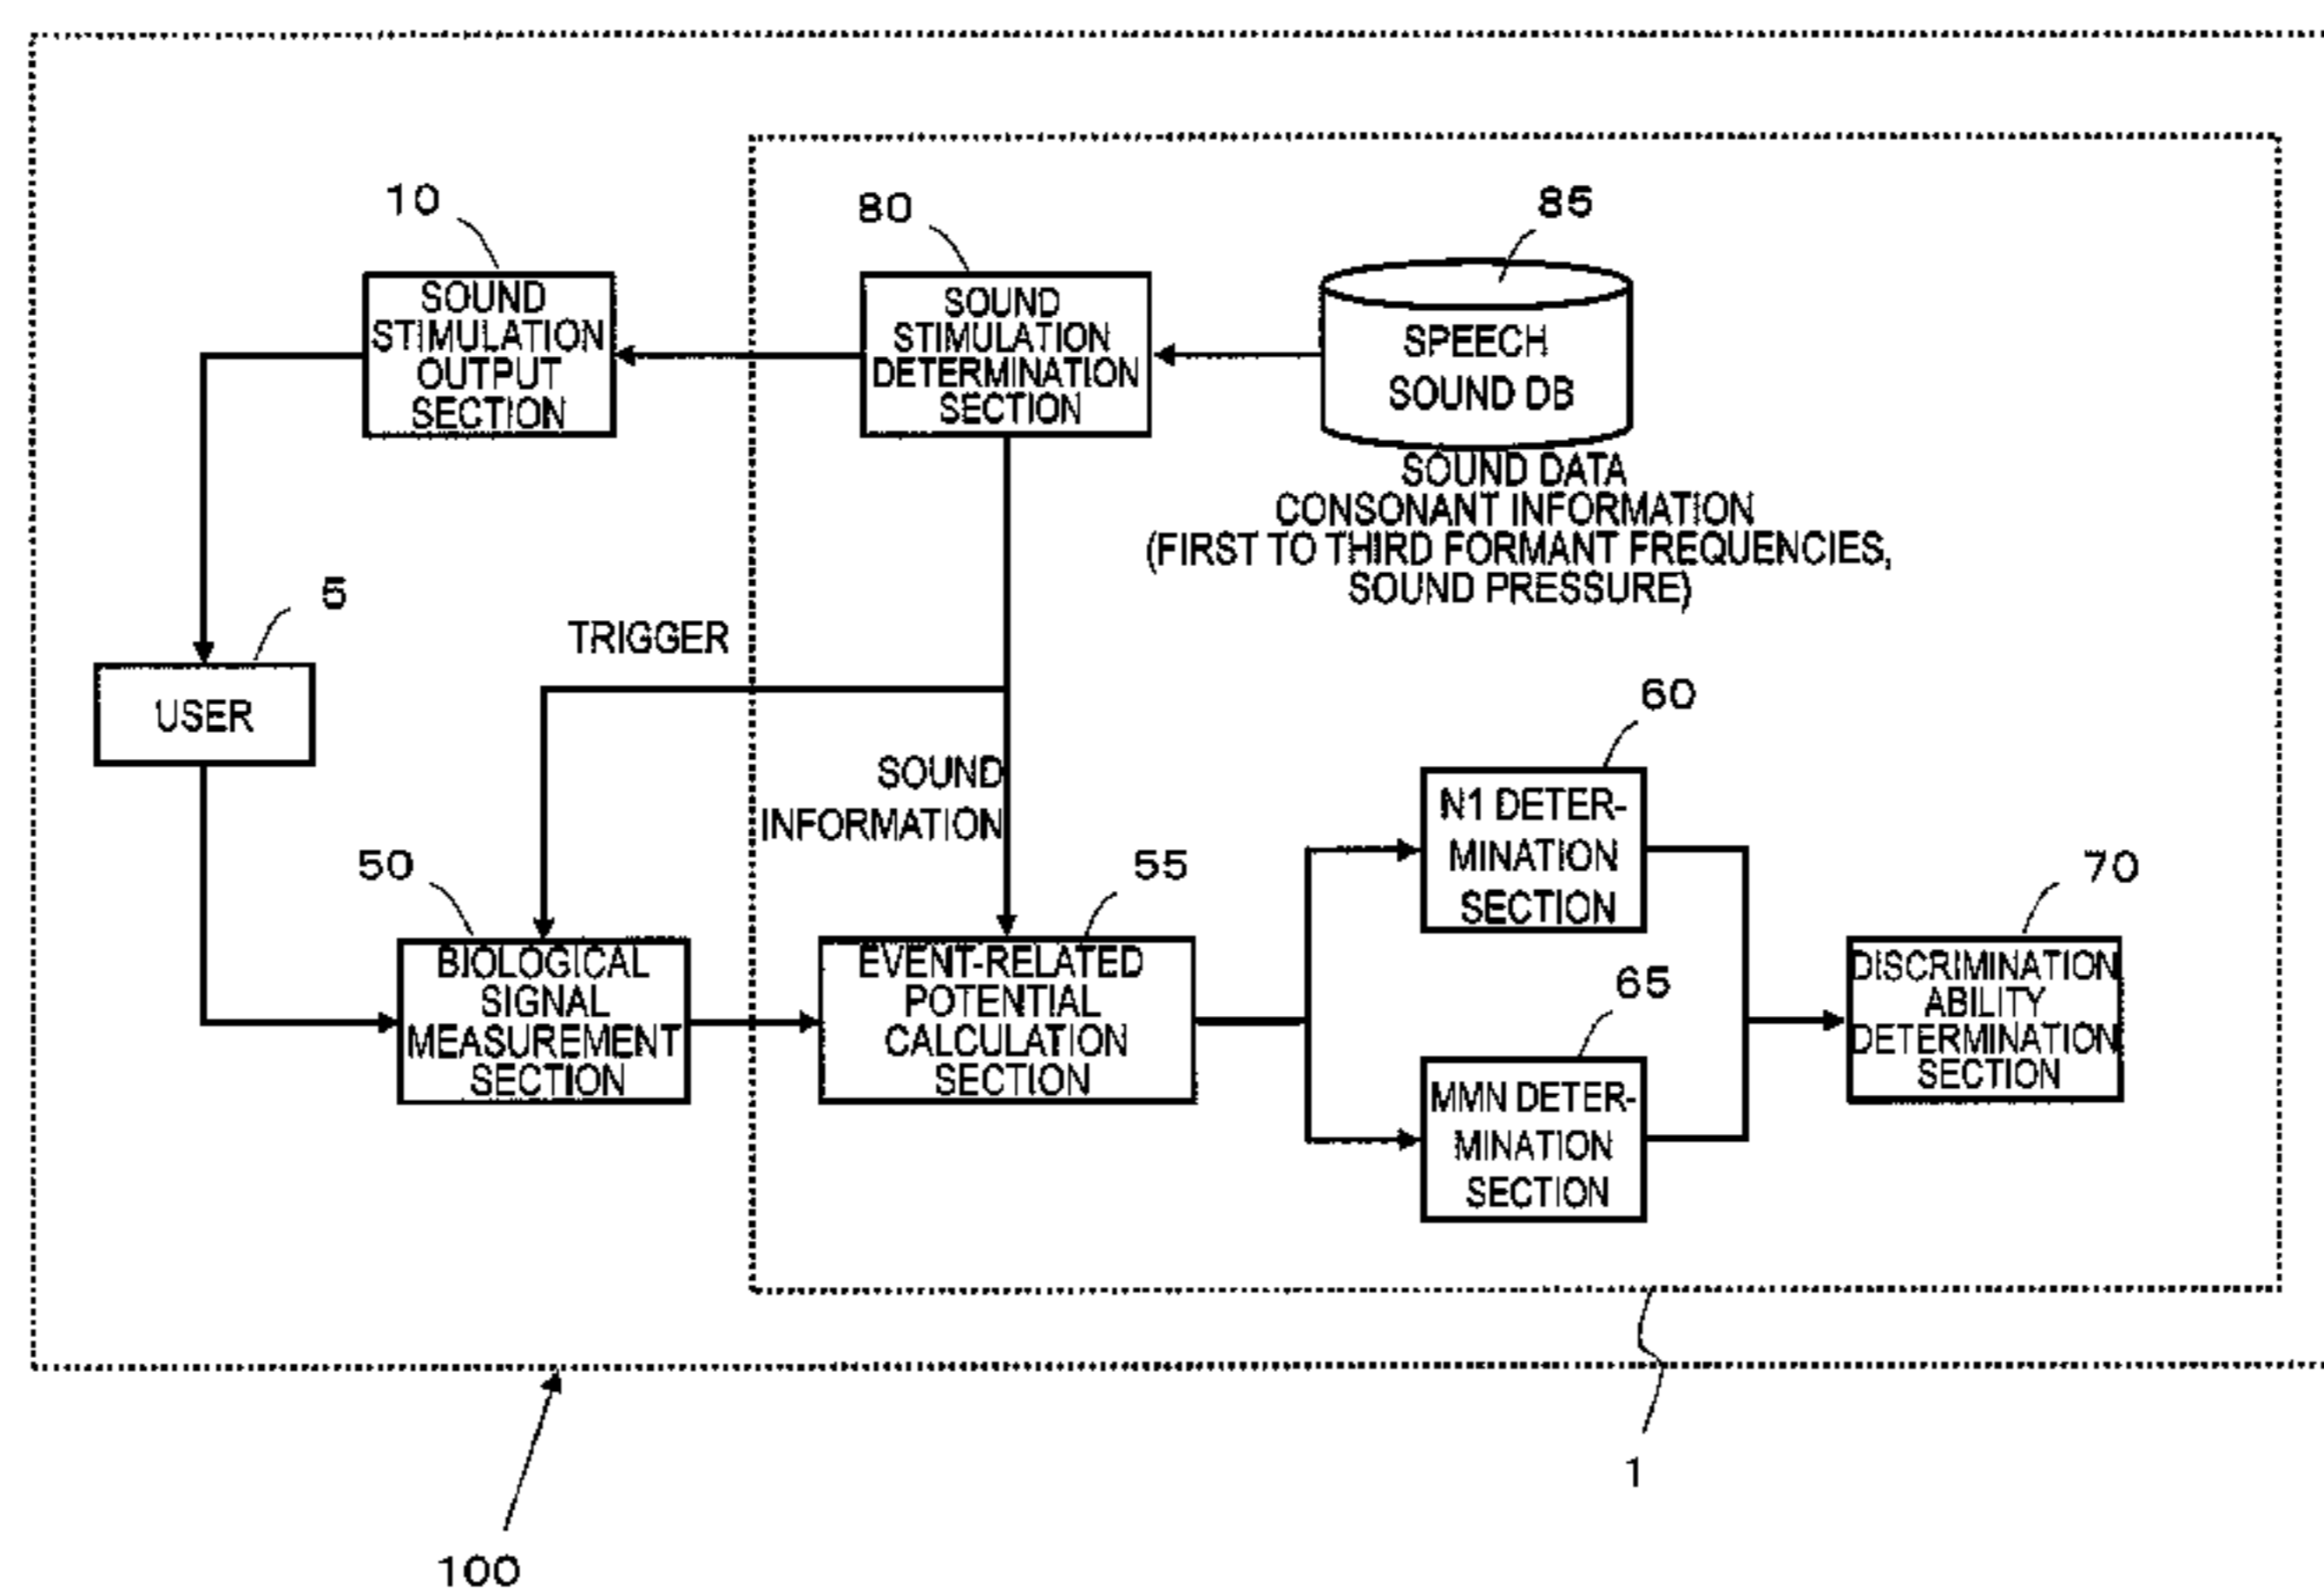 10
SOUND
STIMULATION
OUTPUT
SECTION
80
SOUND
STIMULATION
DETERMINATION
SECTION
85
SPEECH
SOUND DB
SOUND DATA
CONSONANT INFORMATION
(FIRST TO THIRD FORMANT FREQUENCIES,
SOUND PRESSURE)
5
USER
TRIGGER
SOUND
INFORMATION
50
BIOLOGICAL
SIGNAL
MEASUREMENT
SECTION
55
EVENT-RELATED
POTENTIAL
CALCULATION
SECTION
60
N1 DETER-
MINATION
SECTION
65
MMN DETER-
MINATION
SECTION
70
DISCRIMINATION
ABILITY
DETERMINATION
SECTION
1
100